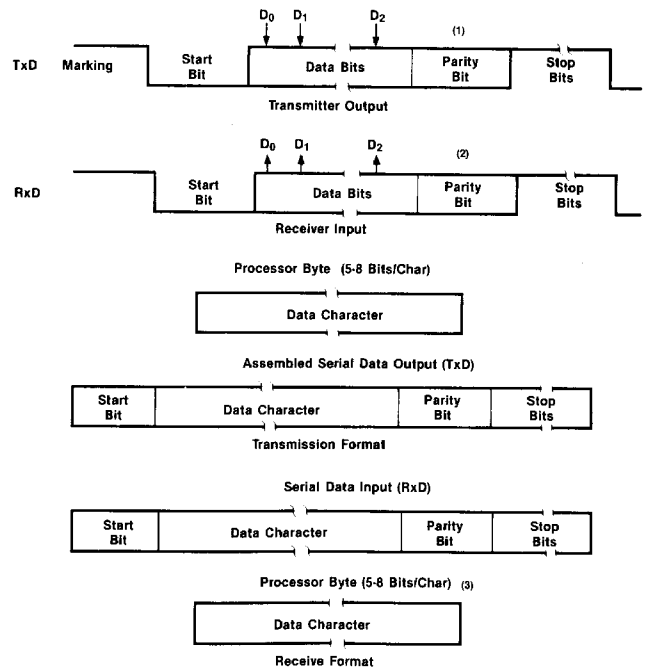 D0 D1 D2 (1)
TxD Marking Start Bit Data Bits Parity Bit Stop Bits
Transmitter Output
D0 D1 D2 (2)
RxD Start Bit Data Bits Parity Bit Stop Bits
Receiver Input
Processor Byte (5-8 Bits/Char)
Data Character
Assembled Serial Data Output (TxD)
Start Bit Data Character Parity Bit Stop Bits
Transmission Format
Serial Data Input (RxD)
Start Bit Data Character Parity Bit Stop Bits
Processor Byte (5-8 Bits/Char) (3)
Data Character
Receive Format